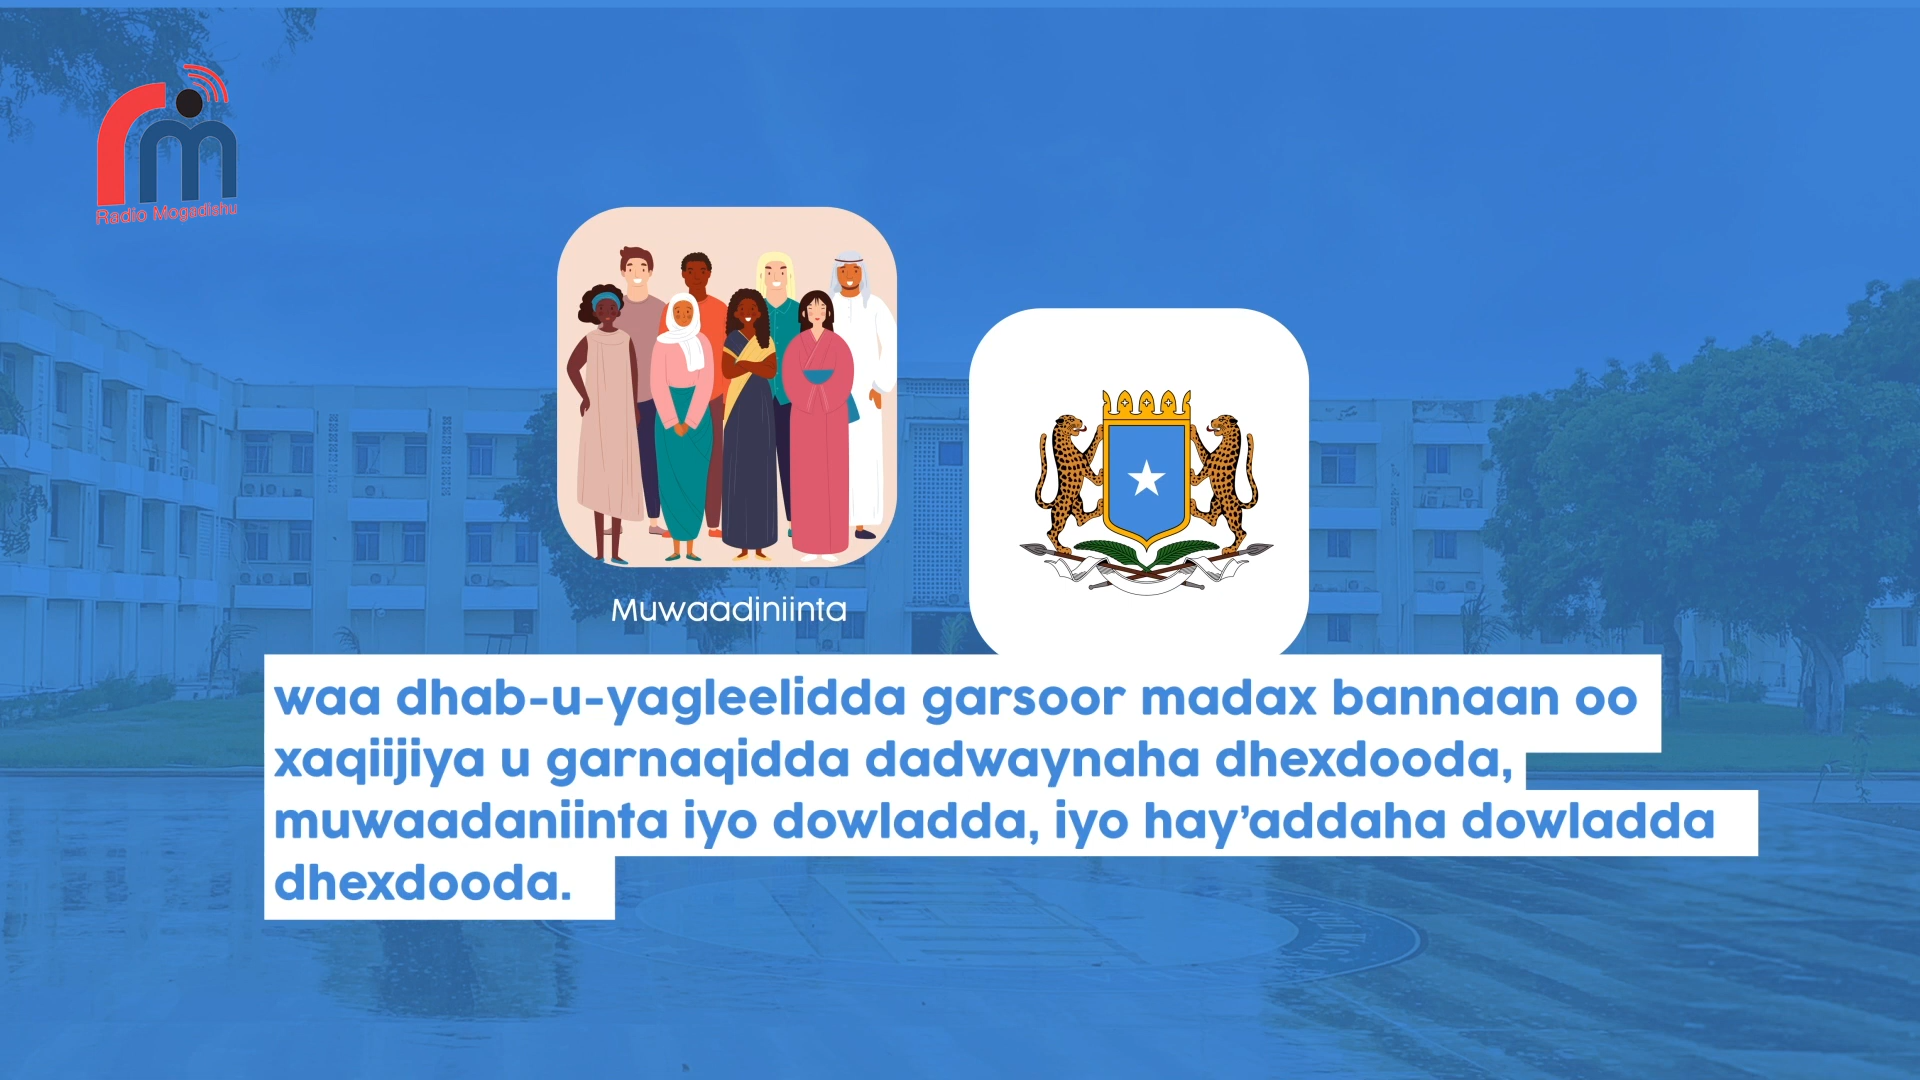 Radio Mogadishu
Muwaadiniinta
waa dhab-u-yagleelidda garsoor madax bannaan oo
xaqiijiya u garnaqidda dadwaynaha dhexdooda,
muwaadaniinta iyo dowladda, iyo hay’addaha dowladda
dhexdooda.